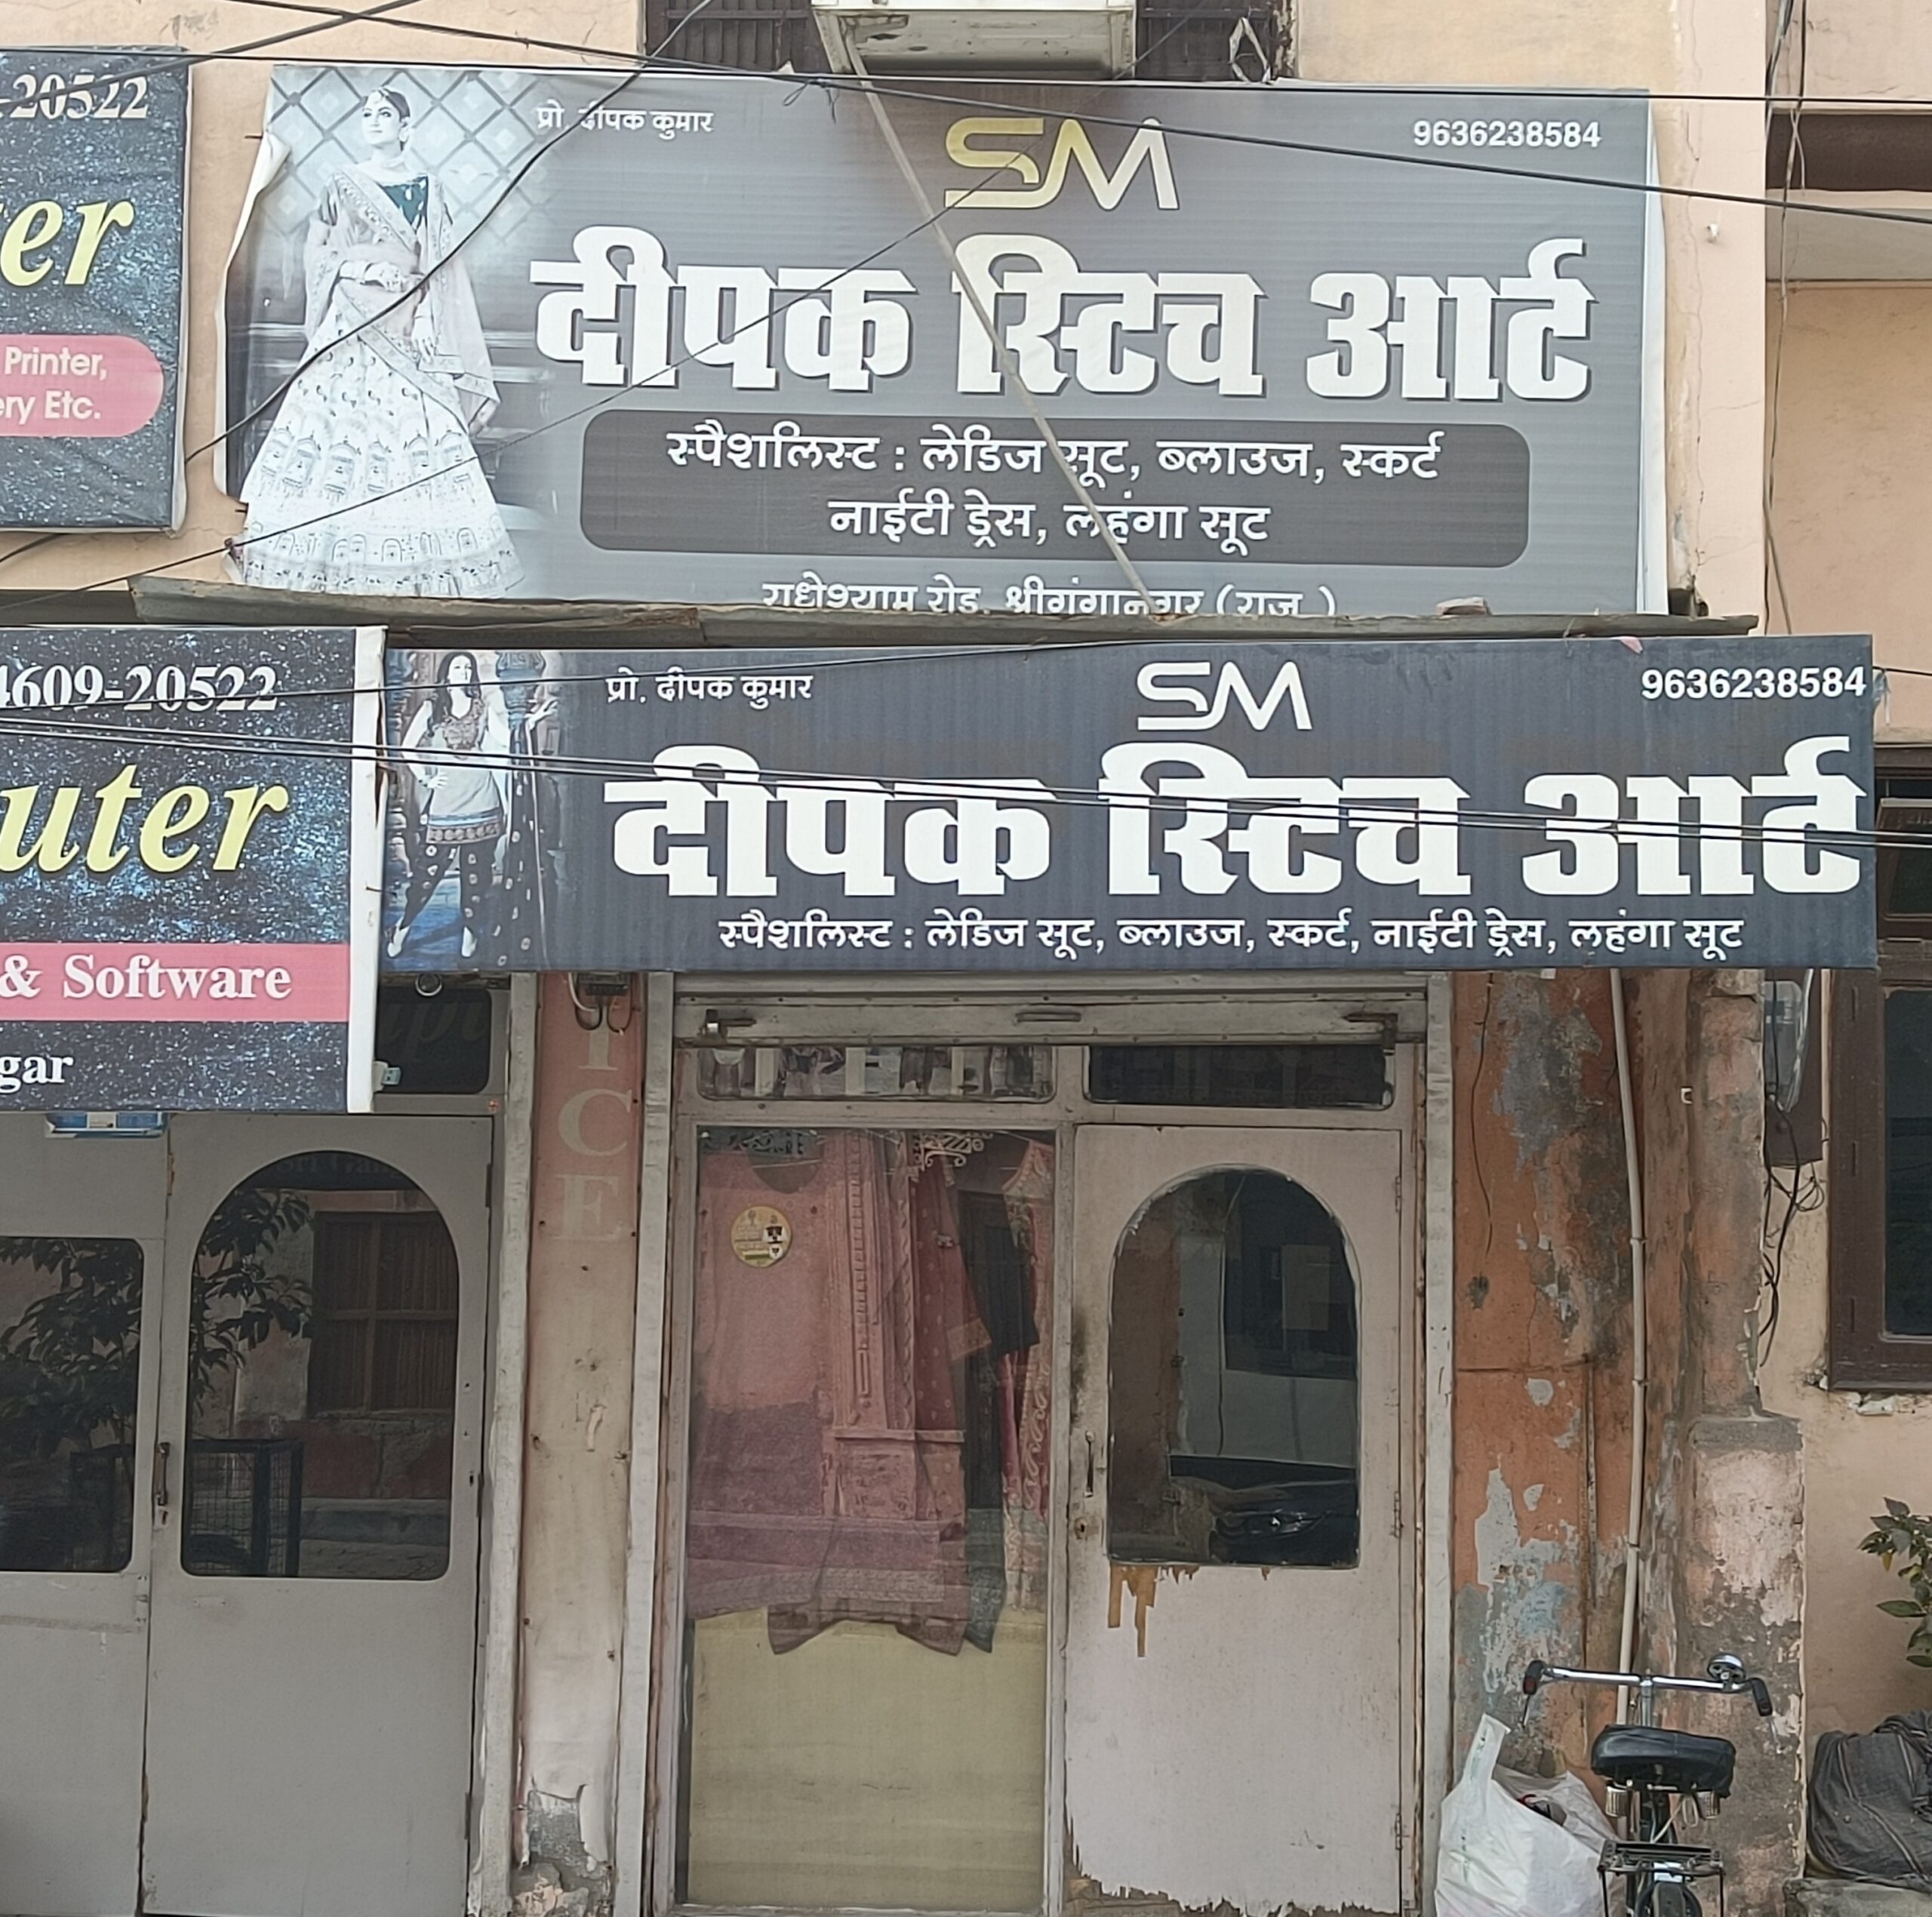 -20522
er
Printer,
ery Etc.
प्रो. दीपक कुमार
SM
9636238584
दीपक स्टिच आर्ट
स्पैशलिस्ट : लेडिज सूट, ब्लाउज, स्कर्ट
नाईटी ड्रेस, लहंगा सूट
राधेश्याम रोड, श्रीगंगानगर (राज.)
4609-20522
uter
& Software
gar
प्रो. दीपक कुमार
SM
9636238584
दीपक स्टिच आर्ट
स्पैशलिस्ट : लेडिज सूट, ब्लाउज, स्कर्ट, नाईटी ड्रेस, लहंगा सूट
I
C
E